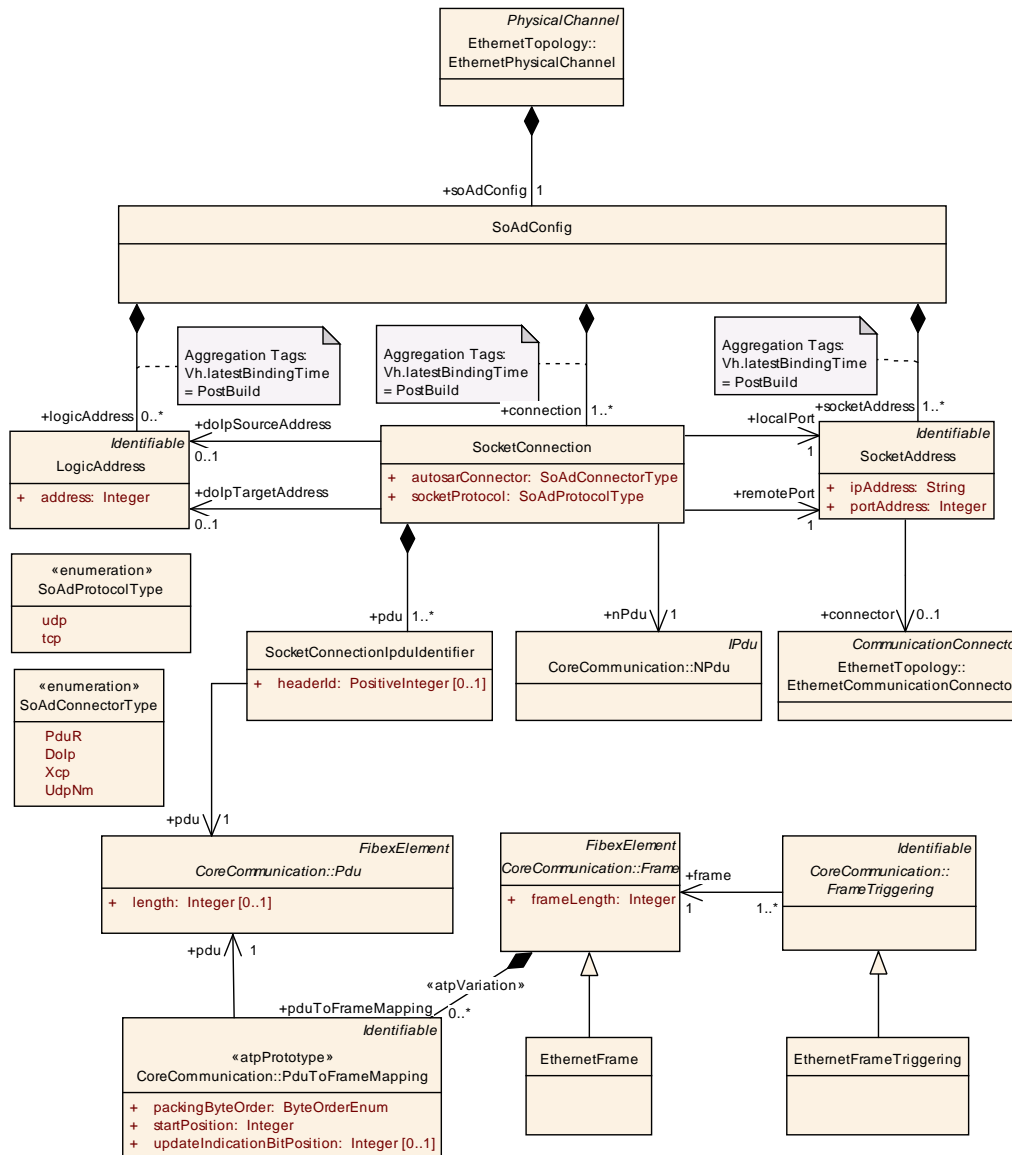 PhysicalChannel
EthernetTopology::
EthernetPhysicalChannel
+soAdConfig 1
SoAdConfig
Aggregation Tags:
Vh.latestBindingTime
= PostBuild
Aggregation Tags:
Vh.latestBindingTime
= PostBuild
Aggregation Tags:
Vh.latestBindingTime
= PostBuild
+logicAddress 0..*
+connection 1..*
+socketAddress 1..*
Identifiable
LogicAddress
+ address: Integer
+doIpSourceAddress
0..1
+doIpTargetAddress
0..1
SocketConnection
+ autosarConnector: SoAdConnectorType
+ socketProtocol: SoAdProtocolType
+localPort
1
+remotePort
1
Identifiable
SocketAddress
+ ipAddress: String
+ portAddress: Integer
«enumeration»
SoAdProtocolType
udp
tcp
+pdu 1..*
+nPdu 1
+connector 0..1
SocketConnectionIpduIdentifier
+ headerId: PositiveInteger [0..1]
IPdu
CoreCommunication::NPdu
CommunicationConnecto
EthernetTopology::
EthernetCommunicationConnector
«enumeration»
SoAdConnectorType
PduR
DoIp
Xcp
UdpNm
+pdu 1
FibexElement
CoreCommunication::Pdu
+ length: Integer [0..1]
FibexElement
CoreCommunication::Frame
+ frameLength: Integer
+frame
1
1..*
Identifiable
CoreCommunication::
FrameTriggering
+pdu 1
«atpVariation»
+pduToFrameMapping
0..*
Identifiable
«atpPrototype»
CoreCommunication::PduToFrameMapping
+ packingByteOrder: ByteOrderEnum
+ startPosition: Integer
+ updateIndicationBitPosition: Integer [0..1]
EthernetFrame
EthernetFrameTriggering